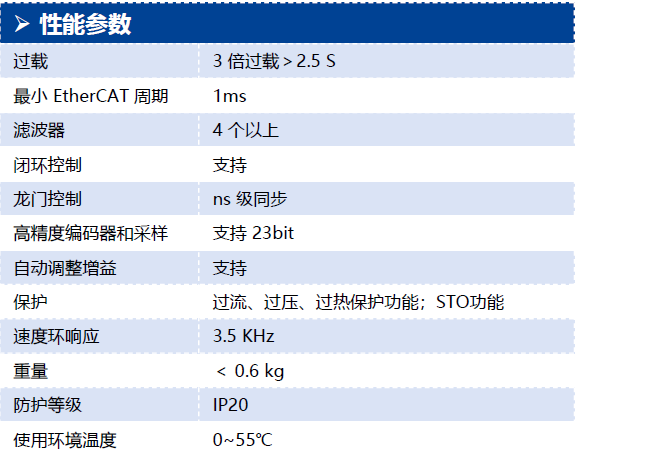 ➢ 性能参数
过载 3 倍过载＞2.5 S
最小 EtherCAT 周期 1ms
滤波器 4 个以上
闭环控制 支持
龙门控制 ns 级同步
高精度编码器和采样 支持 23bit
自动调整增益 支持
保护 过流、过压、过热保护功能；STO功能
速度环响应 3.5 KHz
重量 ＜ 0.6 kg
防护等级 IP20
使用环境温度 0~55℃